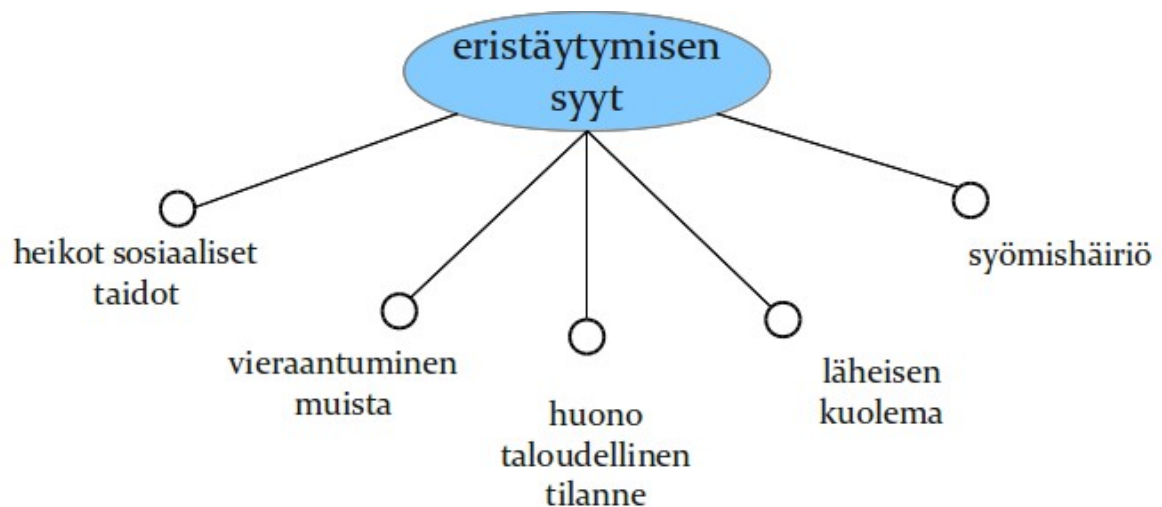 eristäytymisen
syyt
heikot sosiaaliset
taidot
vieraantuminen
muista
huono
taloudellinen
tilanne
läheisen
kuolema
syömishäiriö